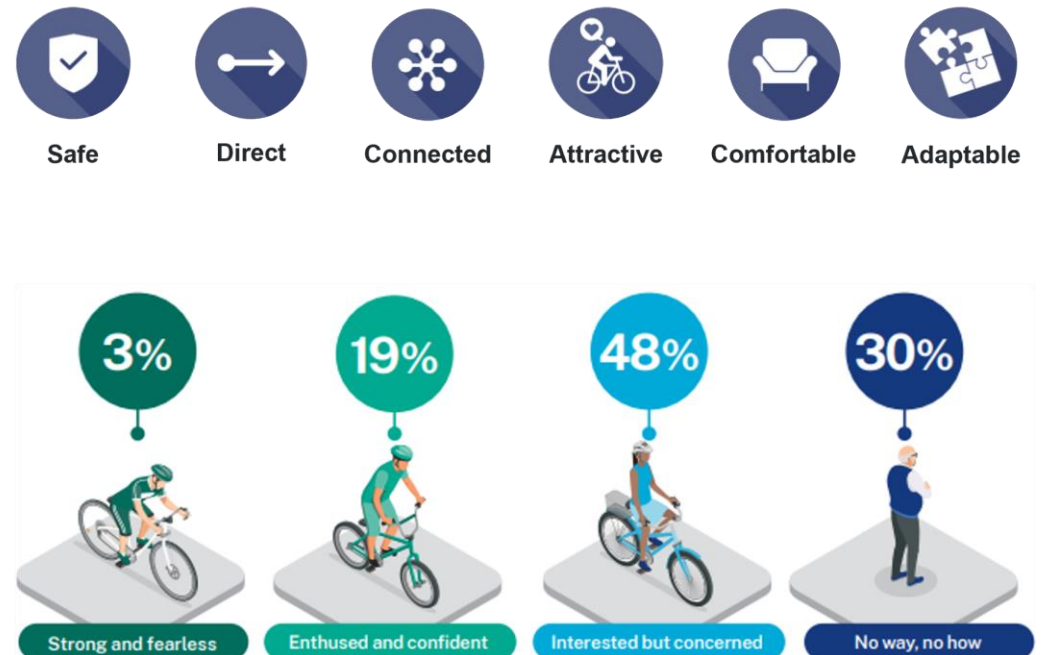 Safe
Direct
Connected
Attractive
Comfortable
Adaptable
3%
19%
48%
30%
Strong and fearless
Enthused and confident
Interested but concerned
No way, no how